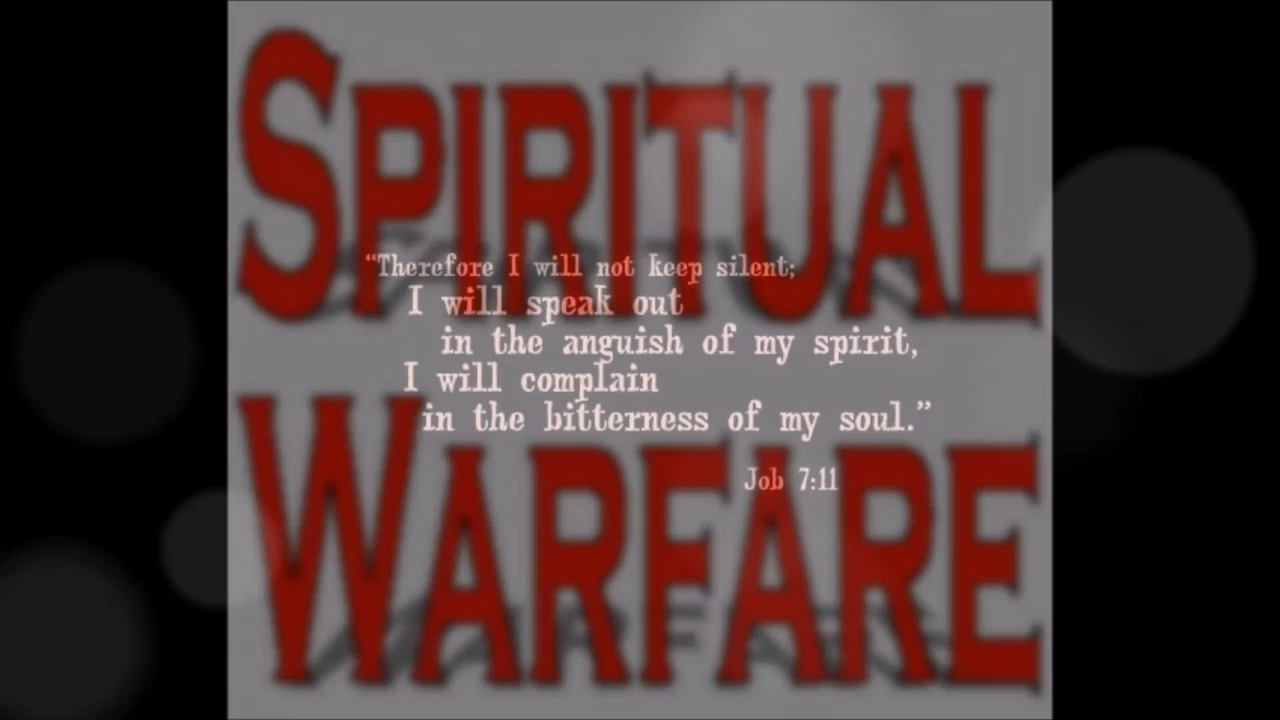 SPIRITUAL
“Therefore I will not keep silent;
I will speak out
in the anguish of my spirit,
I will complain
in the bitterness of my soul.”
WARFARE
Job 7:11